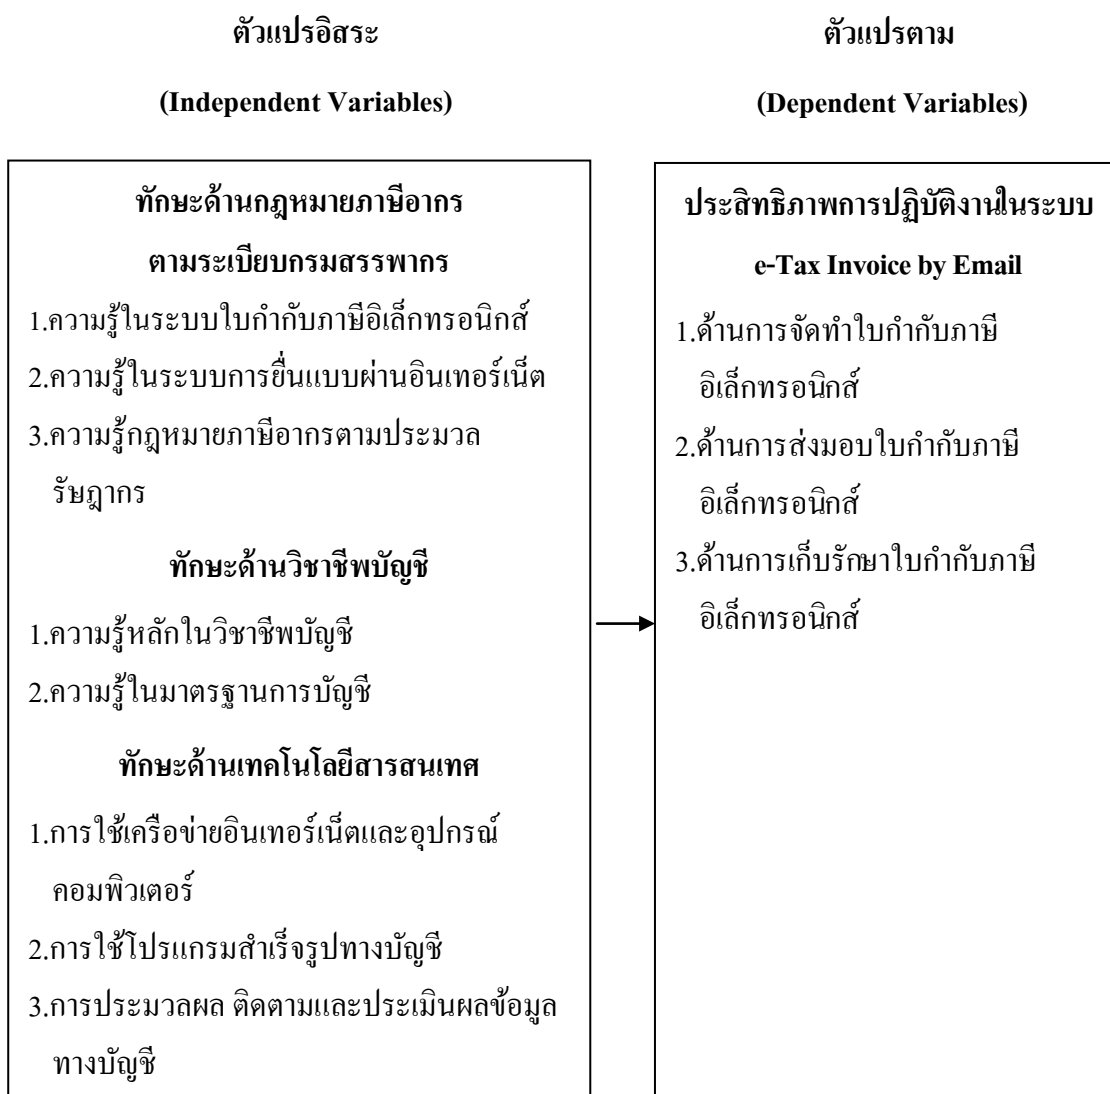 ตัวแปรอิสระ
(Independent Variables)
ทักษะด้านกฎหมายภาษีอากร
ตามระเบียบกรมสรรพากร
1.ความรู้ในระบบใบกำกับภาษีอิเล็กทรอนิกส์
2.ความรู้ในระบบการยื่นแบบผ่านอินเทอร์เน็ต
3.ความรู้กฎหมายภาษีอากรตามประมวล
รัษฎากร
ทักษะด้านวิชาชีพบัญชี
1.ความรู้หลักในวิชาชีพบัญชี
2.ความรู้ในมาตรฐานการบัญชี
ทักษะด้านเทคโนโลยีสารสนเทศ
1.การใช้เครือข่ายอินเทอร์เน็ตและอุปกรณ์
คอมพิวเตอร์
2.การใช้โปรแกรมสำเร็จรูปทางบัญชี
3.การประมวลผล ติดตามและประเมินผลข้อมูล
ทางบัญชี
ตัวแปรตาม
(Dependent Variables)
ประสิทธิภาพการปฏิบัติงานในระบบ
e-Tax Invoice by Email
1.ด้านการจัดทำใบกำกับภาษี
อิเล็กทรอนิกส์
2.ด้านการส่งมอบใบกำกับภาษี
อิเล็กทรอนิกส์
3.ด้านการเก็บรักษาใบกำกับภาษี
อิเล็กทรอนิกส์